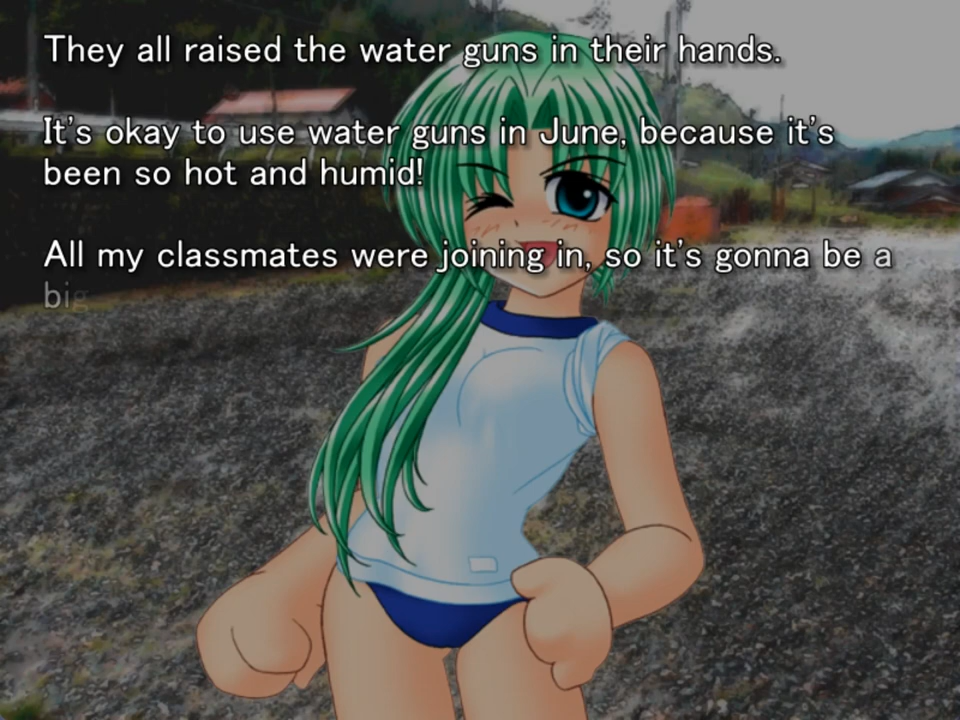 They all raised the water guns in their hands.
It's okay to use water guns in June, because it's
been so hot and humid!
All my classmates were joining in, so it's gonna be a
big